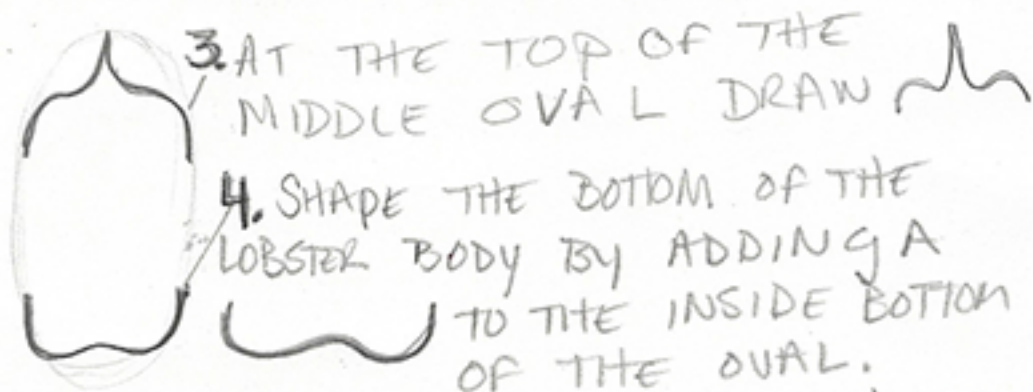 3. AT THE TOP OF THE
MIDDLE OVAL DRAW
4. SHAPE THE BOTTOM OF THE
LOBSTER BODY BY ADDING A
TO THE INSIDE BOTTOM
OF THE OVAL.